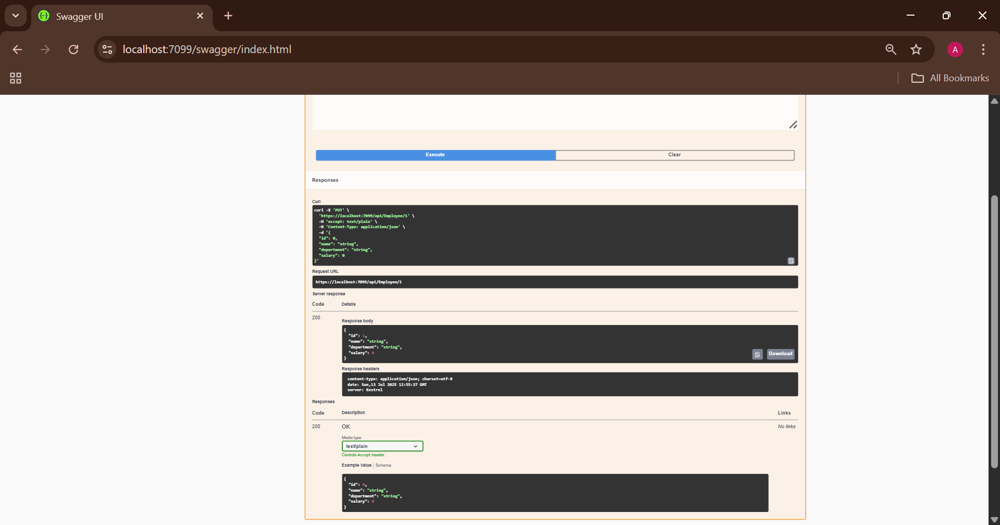 Swagger UI
localhost:7099/swagger/index.html
A
All Bookmarks
Execute
Clear
Responses
Curl
curl -X 'PUT' \
'https://localhost:7099/api/Employee/1' \
-H 'accept: text/plain' \
-H 'Content-Type: application/json' \
-d '{
"id": 0,
"name": "string",
"department": "string",
"salary": 0
}'
Request URL
https://localhost:7099/api/Employee/1
Server response
Code Details
200
Response body
{
"id": 1,
"name": "string",
"department": "string",
"salary": 0
}
Download
Response headers
content-type: application/json; charset=utf-8
date: Sun,13 Jul 2025 12:55:37 GMT
server: Kestrel
Responses
Code Description Links
200 OK No links
Media type
text/plain
Controls Accept header.
Example Value | Schema
{
"id": 0,
"name": "string",
"department": "string",
"salary": 0
}